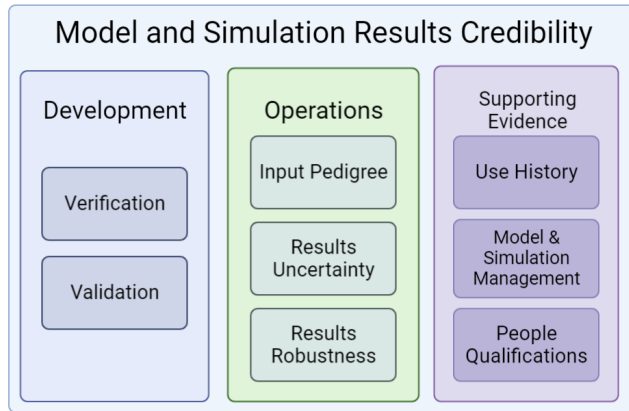 Model and Simulation Results Credibility
Development
Verification
Validation
Operations
Input Pedigree
Results
Uncertainty
Results
Robustness
Supporting
Evidence
Use History
Model &
Simulation
Management
People
Qualifications